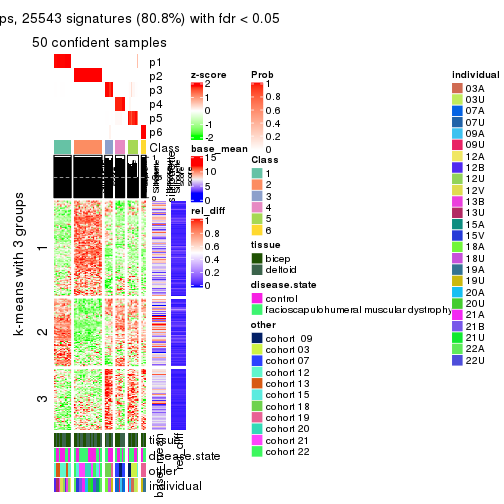 ps, 25543 signatures (80.8%) with fdr < 0.05
50 confident samples
p1
p2
p3
p4
p5
p6
Class
k-means with 3 groups
1
2
3
tissue
disease.state
other
individual
base_mean
rel_diff
z-score
2
1
0
-1
-2
base_mean
15
10
5
0
rel_diff
1
0.8
0.6
0.4
0.2
0
Prob
1
0.8
0.6
0.4
0.2
0
Class
1
2
3
4
5
6
tissue
bicep
deltoid
disease.state
control
facioscapulohumeral muscular dystrophy
other
cohort 09
cohort 03
cohort 07
cohort 12
cohort 13
cohort 15
cohort 18
cohort 19
cohort 20
cohort 21
cohort 22
individual
03A
03U
07A
07U
09A
09U
12A
12B
12U
12V
13B
13U
15A
15V
18A
18U
19A
19U
20A
20U
21A
21B
21U
22A
22U